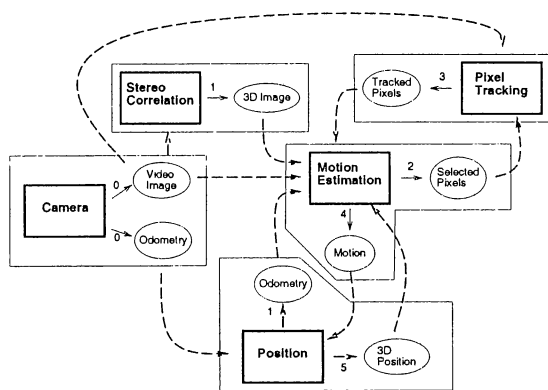 Stereo
Correlation
1
3D Image
Tracked
Pixels
3
Pixel
Tracking
Camera
0
Video
Image
0
Odometry
Motion
Estimation
2
Selected
Pixels
4
Motion
Odometry
1
Position
5
3D
Position